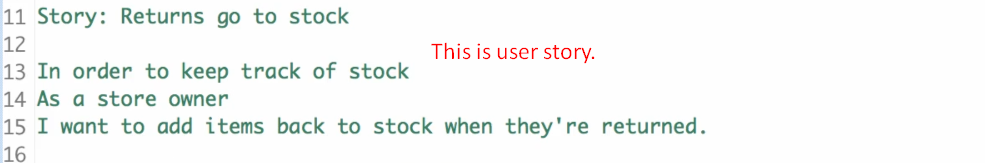 11 Story: Returns go to stock
12
This is user story.
13 In order to keep track of stock
14 As a store owner
15 I want to add items back to stock when they're returned.
16